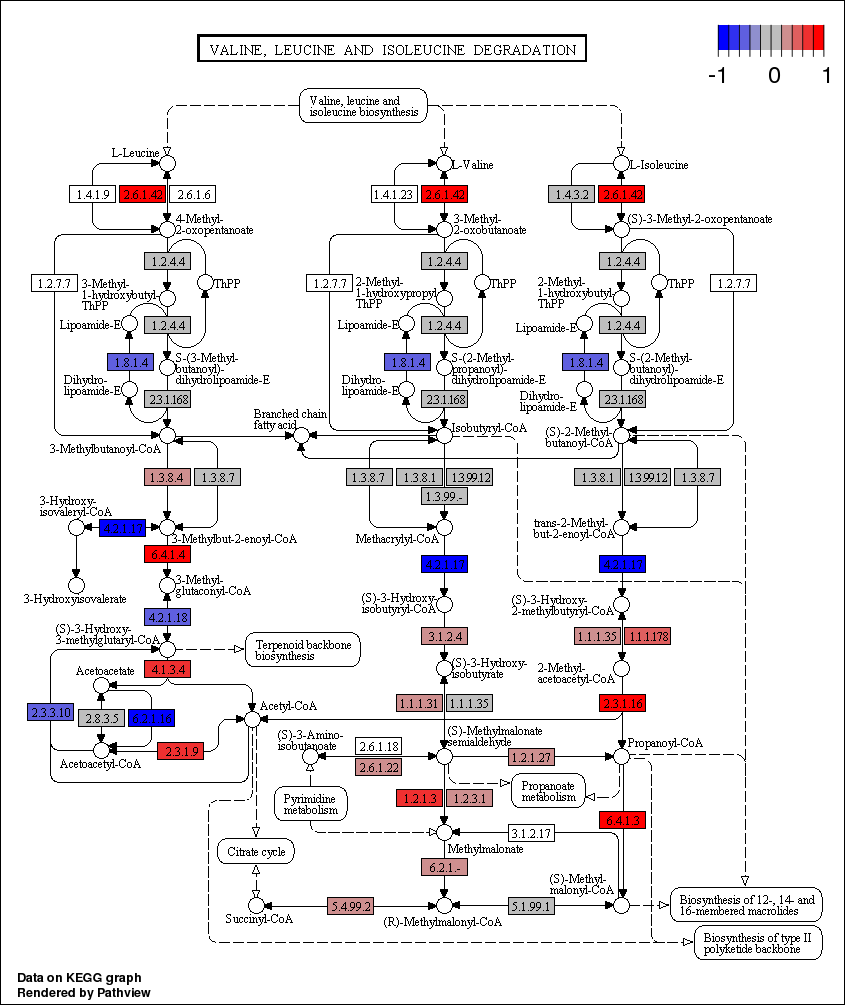 VALINE, LEUCINE AND ISOLEUCINE DEGRADATION
-1 0 1
Valine, leucine and
isoleucine biosynthesis
L-Leucine
L-Valine
L-Isoleucine
1.4.1.9
2.6.1.42
2.6.1.6
1.4.1.23
2.6.1.42
1.4.3.2
2.6.1.42
4-Methyl-
2-oxopentanoate
3-Methyl-
2-oxobutanoate
(S)-3-Methyl-2-oxopentanoate
1.2.4.4
1.2.4.4
1.2.4.4
1.2.7.7
3-Methyl-
1-hydroxybutyl-
ThPP
ThPP
1.2.7.7
2-Methyl-
1-hydroxypropyl-
ThPP
ThPP
2-Methyl-
1-hydroxybutyl-
ThPP
ThPP
1.2.7.7
Lipoamide-E
1.2.4.4
Lipoamide-E
1.2.4.4
Lipoamide-E
1.2.4.4
1.8.1.4
S-(3-Methyl-
butanoyl)-
dihydrolipoamide-E
1.8.1.4
S-(2-Methyl-
propanoyl)-
dihydrolipoamide-E
1.8.1.4
S-(2-Methyl-
butanoyl)-
dihydrolipoamide-E
Dihydro-
lipoamide-E
Dihydro-
lipoamide-E
Dihydro-
lipoamide-E
2.3.1.168
2.3.1.168
2.3.1.168
Branched chain
fatty acid
3-Methylbutanoyl-CoA
Isobutyryl-CoA
(S)-2-Methyl-
butanoyl-CoA
1.3.8.4
1.3.8.7
1.3.8.7
1.3.8.1
1.3.99.12
1.3.99.-
1.3.8.1
1.3.99.12
1.3.8.7
3-Hydroxy-
isovaleryl-CoA
4.2.1.17
3-Methylbut-2-enoyl-CoA
Methacrylyl-CoA
trans-2-Methyl-
but-2-enoyl-CoA
6.4.1.4
4.2.1.17
4.2.1.17
3-Hydroxyisovalerate
3-Methyl-
glutaconyl-CoA
(S)-3-Hydroxy-
isobutyryl-CoA
(S)-3-Hydroxy-
2-methylbutyryl-CoA
4.2.1.18
(S)-3-Hydroxy-
3-methylglutaryl-CoA
Terpenoid backbone
biosynthesis
3.1.2.4
1.1.1.35
1.1.1.178
4.1.3.4
Acetoacetate
(S)-3-Hydroxy-
isobutyrate
2-Methyl-
acetoacetyl-CoA
2.3.3.10
2.8.3.5
6.2.1.16
Acetyl-CoA
1.1.1.31
1.1.1.35
2.3.1.16
2.3.1.9
Acetoacetyl-CoA
(S)-3-Amino-
isobutanoate
2.6.1.18
2.6.1.22
(S)-Methylmalonate
semialdehyde
1.2.1.27
Propanoyl-CoA
Pyrimidine
metabolism
1.2.1.3
1.2.3.1
Propanoate
metabolism
6.4.1.3
3.1.2.17
Citrate cycle
Methylmalonate
6.2.1.-
(S)-Methyl-
malonyl-CoA
Succinyl-CoA
5.4.99.2
(R)-Methylmalonyl-CoA
5.1.99.1
Biosynthesis of 12-, 14- and
16-membered macrolides
Biosynthesis of type II
polyketide backbone
Data on KEGG graph
Rendered by Pathview